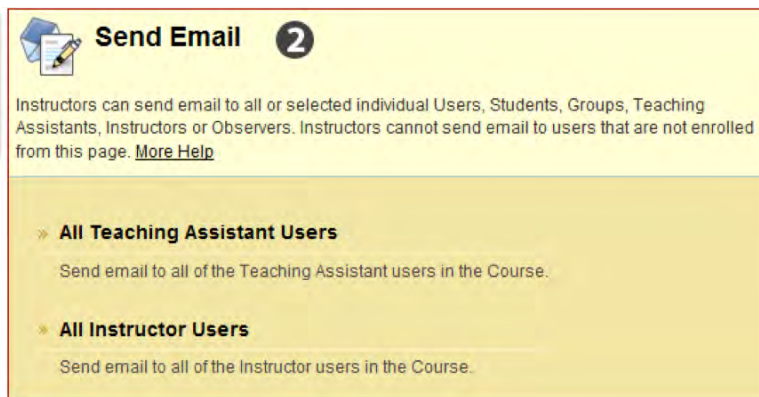 Send Email 2
Instructors can send email to all or selected individual Users, Students, Groups, Teaching
Assistants, Instructors or Observers. Instructors cannot send email to users that are not enrolled
from this page. More Help
» All Teaching Assistant Users
Send email to all of the Teaching Assistant users in the Course.
» All Instructor Users
Send email to all of the Instructor users in the Course.